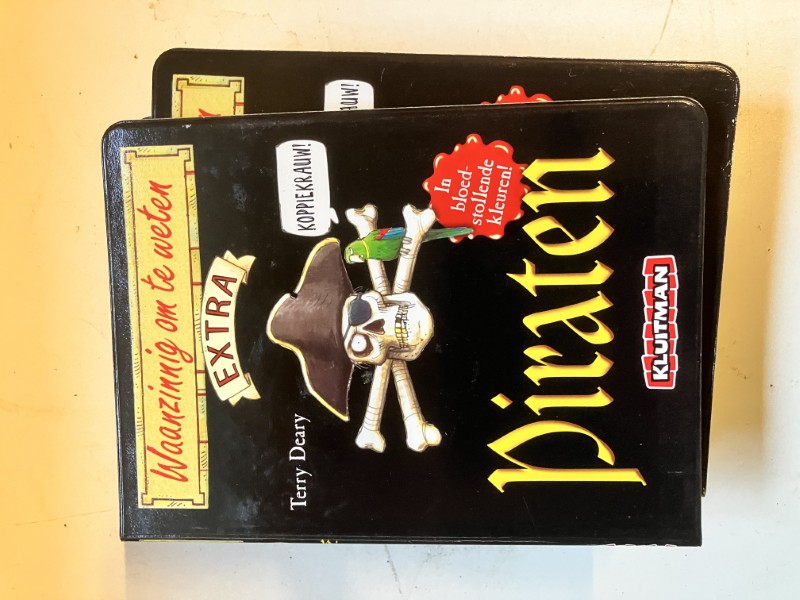 Waanzinnig om te weten
EXTRA
KOPPIEKRAUW!
Terry Deary
In
bloed-
stollende
kleuren!
Piraten
KLUITMAN